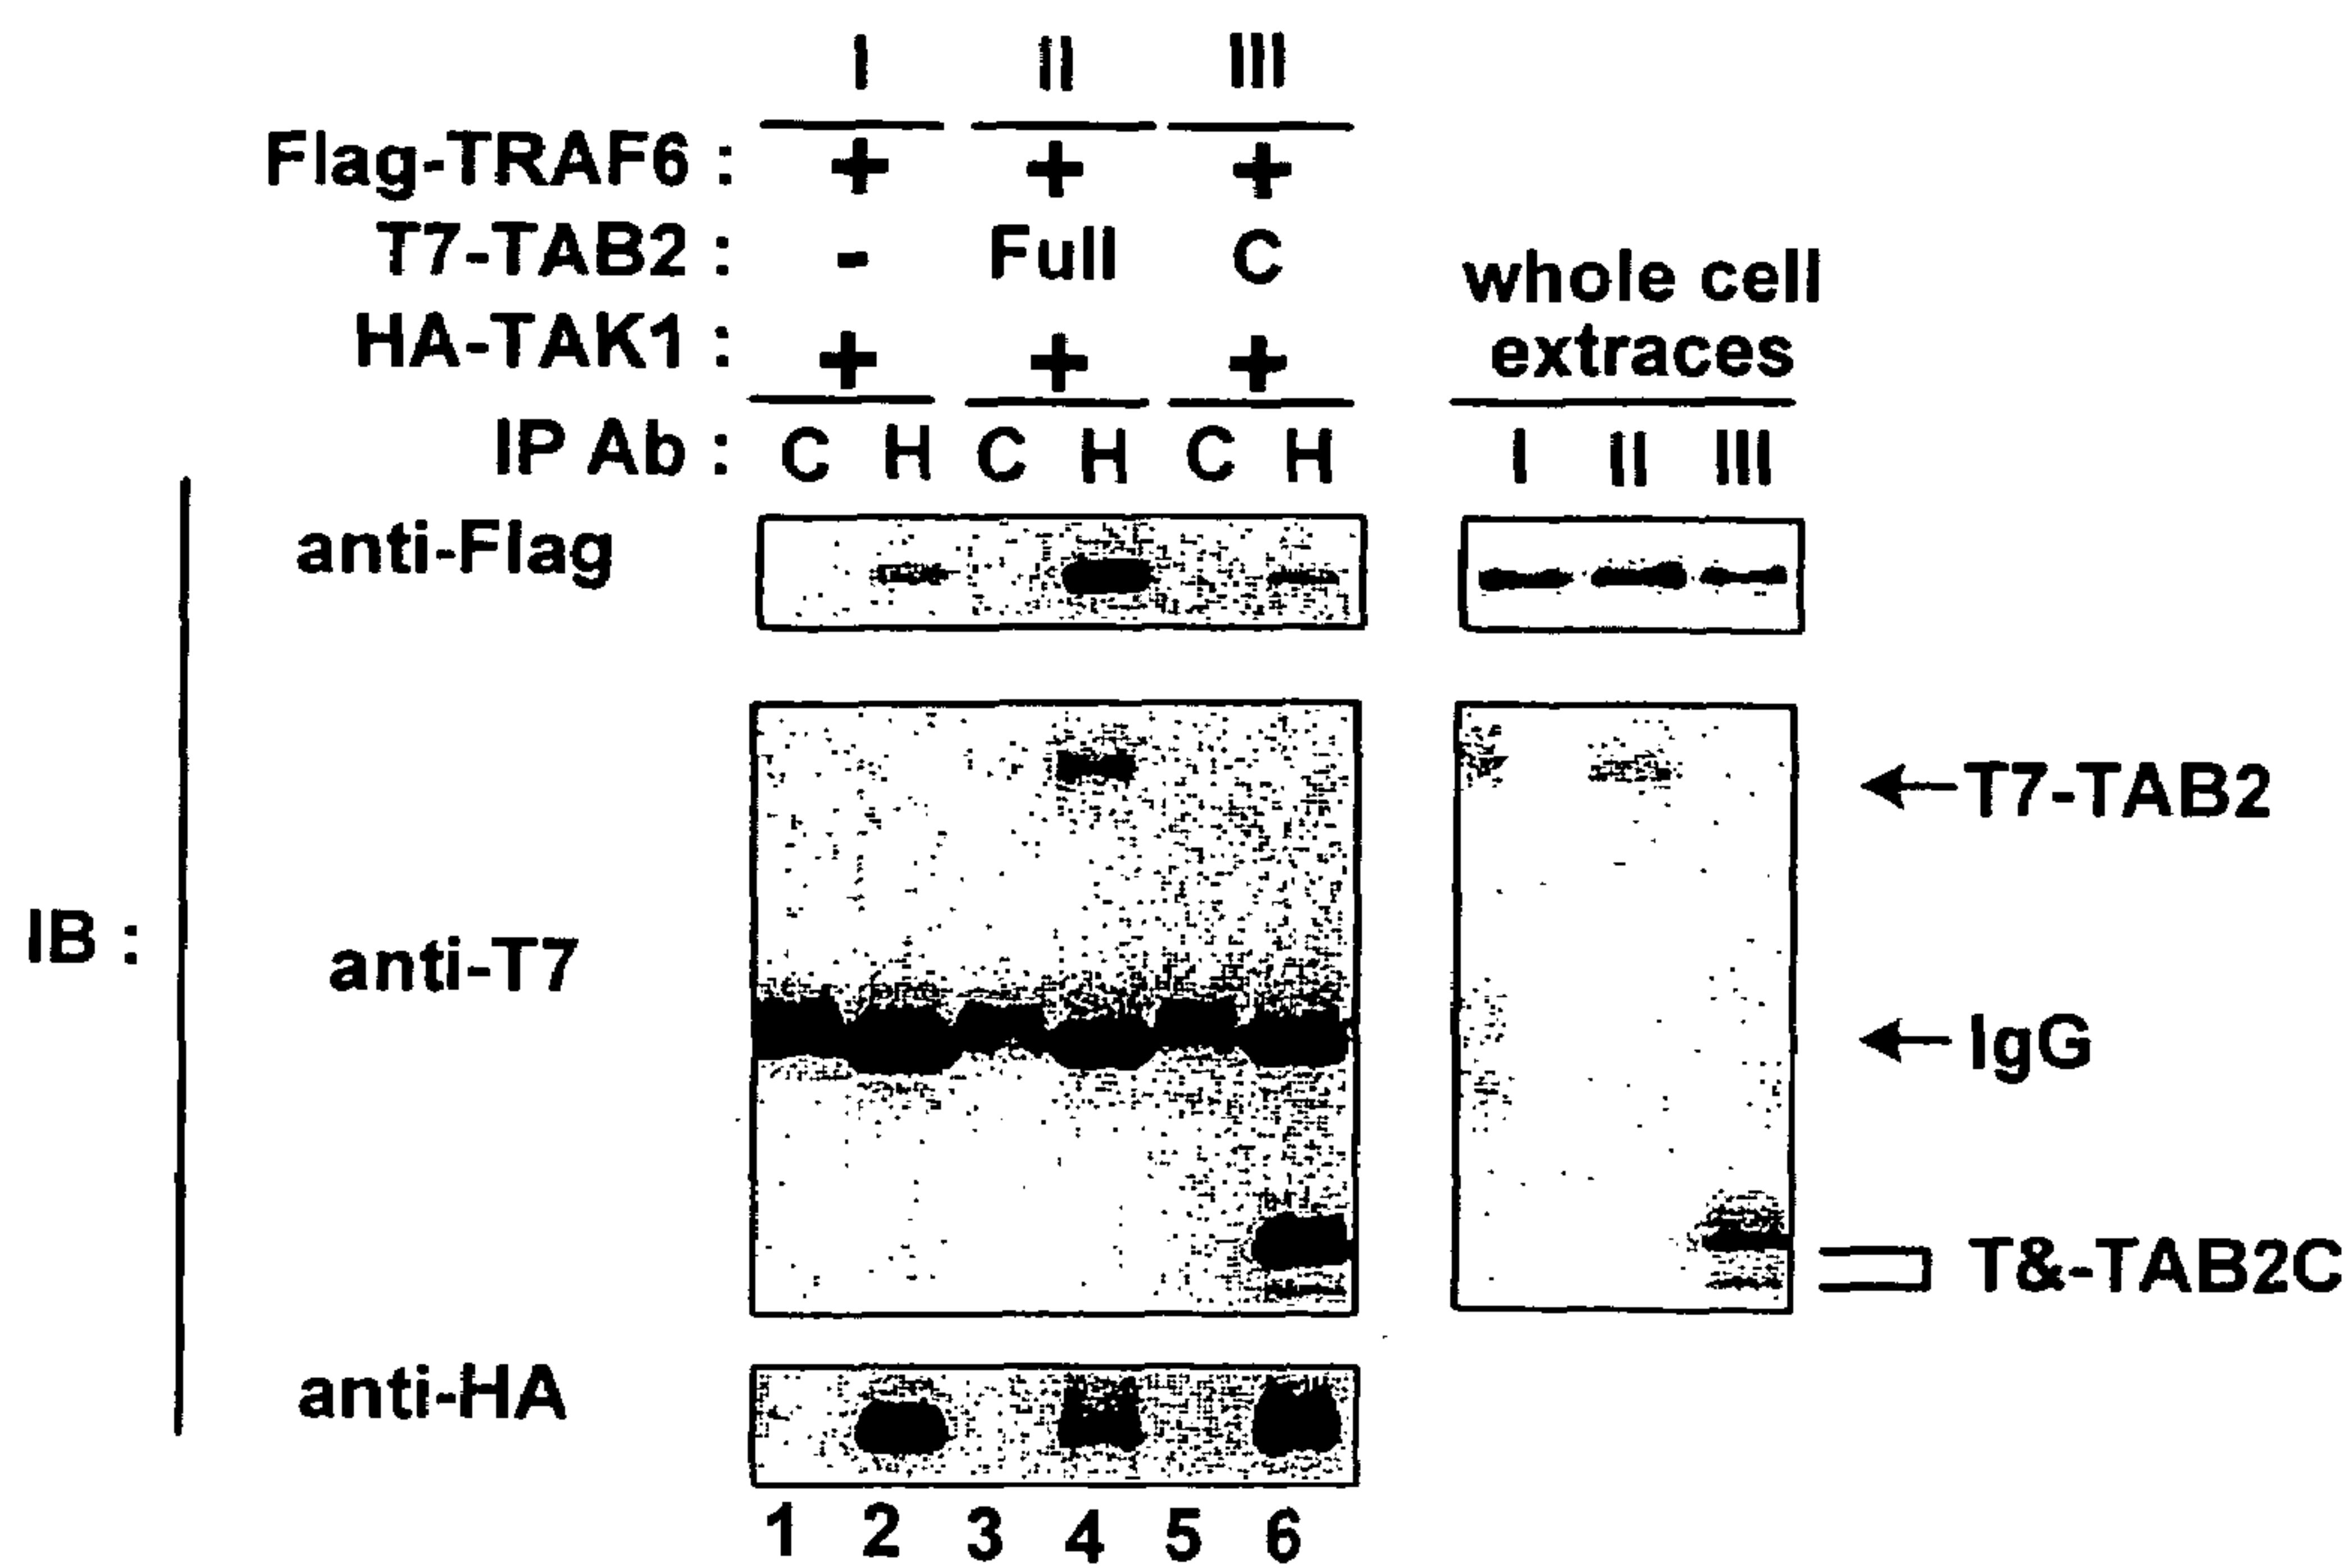 I II III
Flag-TRAF6 : + + +
T7-TAB2 : - Full C
HA-TAK1 : + + +
whole cell
extraces
IP Ab : C H C H C H I II III
anti-Flag
T7-TAB2
IB :
anti-T7
IgG
T&-TAB2C
anti-HA
1 2 3 4 5 6